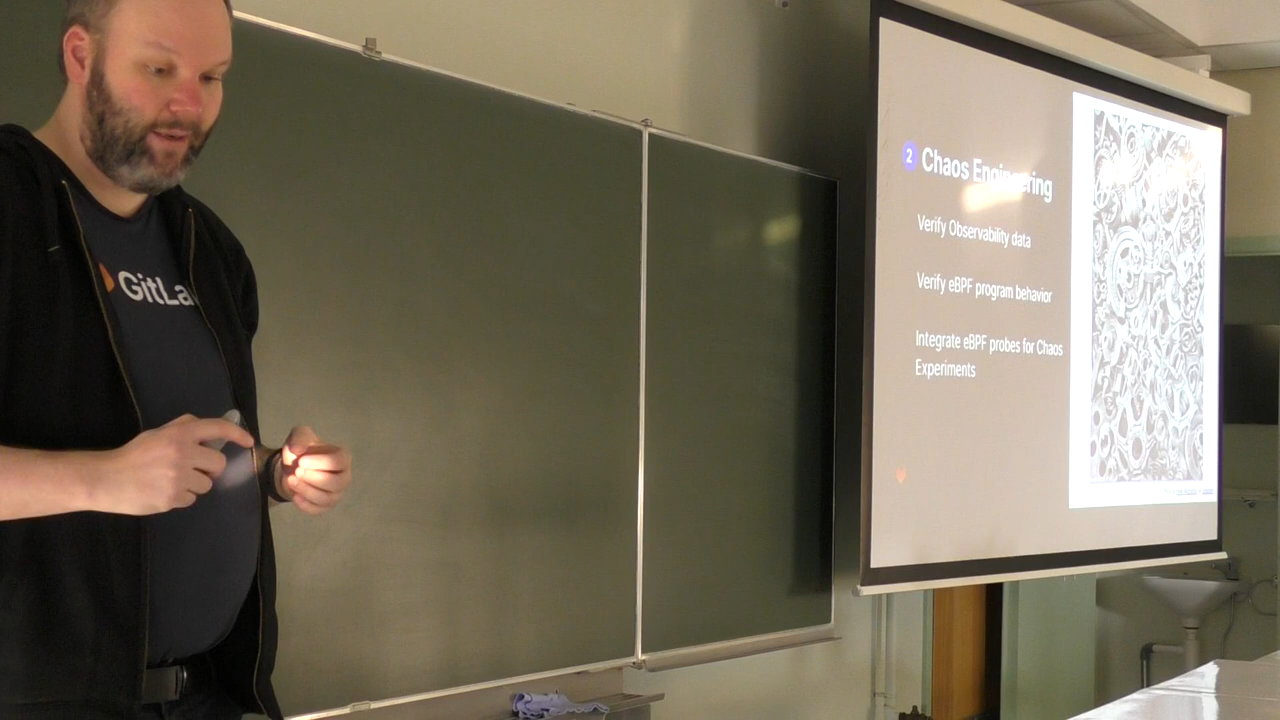 GitLa
2 Chaos Engineering
Verify Observability data
Verify eBPF program behavior
Integrate eBPF probes for Chaos
Experiments